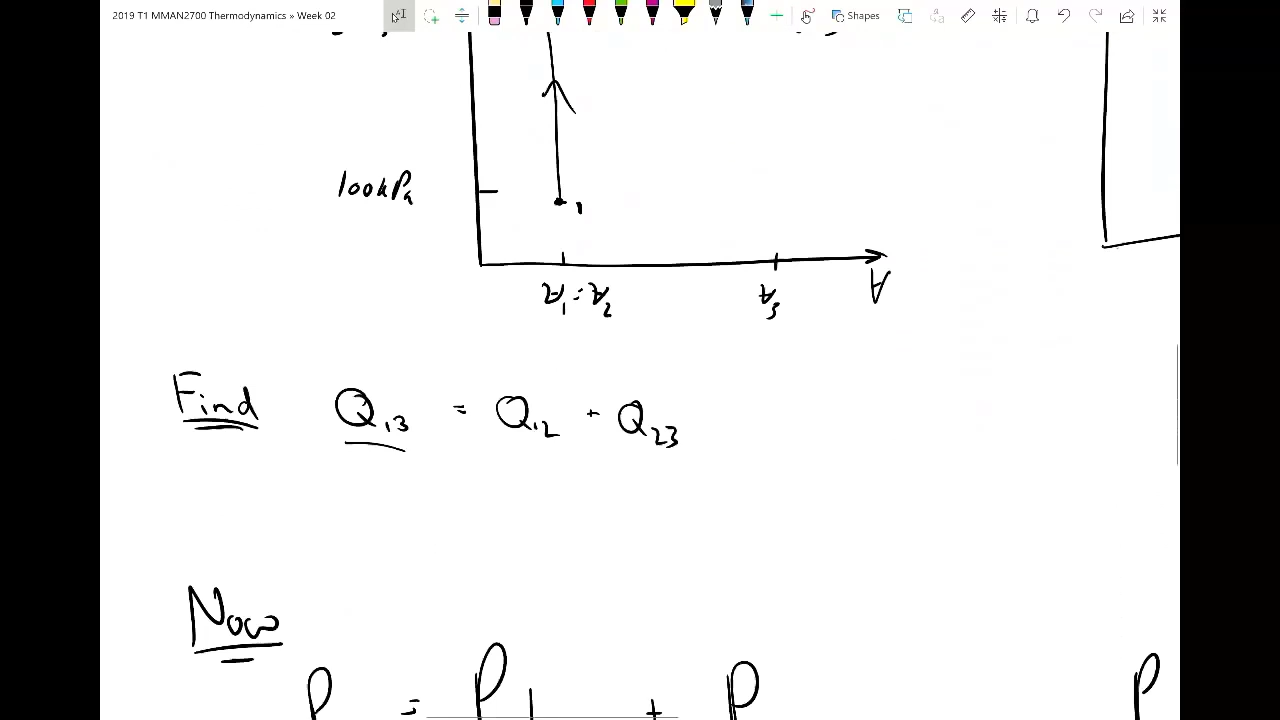 2019 T1 MMAN2700 Thermodynamics » Week 02
Shapes
100kPa
1
V1 = V2
V3
V
Find Q13 = Q12 + Q23
Now
P = P + P
P